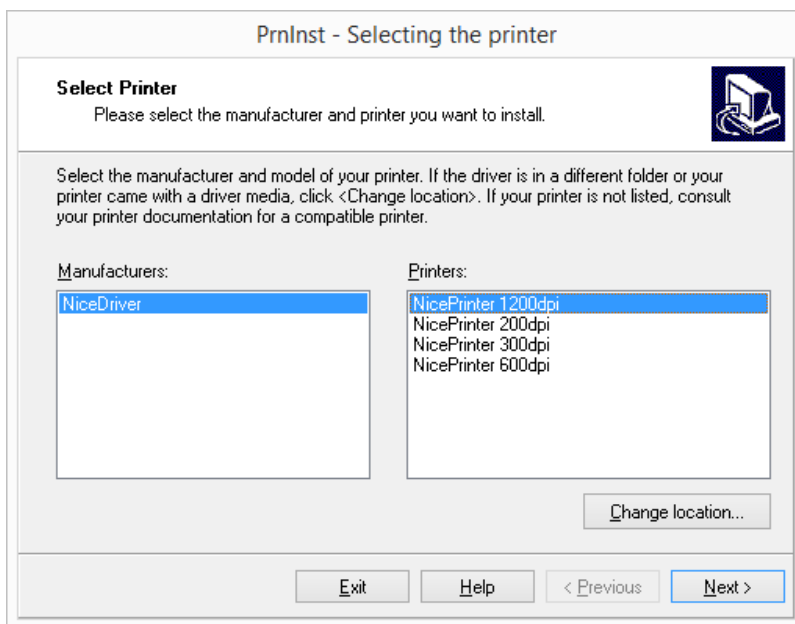 PrnInst - Selecting the printer
Select Printer
Please select the manufacturer and printer you want to install.
Select the manufacturer and model of your printer. If the driver is in a different folder or your
printer came with a driver media, click <Change location>. If your printer is not listed, consult
your printer documentation for a compatible printer.
Manufacturers:
NiceDriver
Printers:
NicePrinter 1200dpi
NicePrinter 200dpi
NicePrinter 300dpi
NicePrinter 600dpi
Change location...
Exit
Help
< Previous
Next >